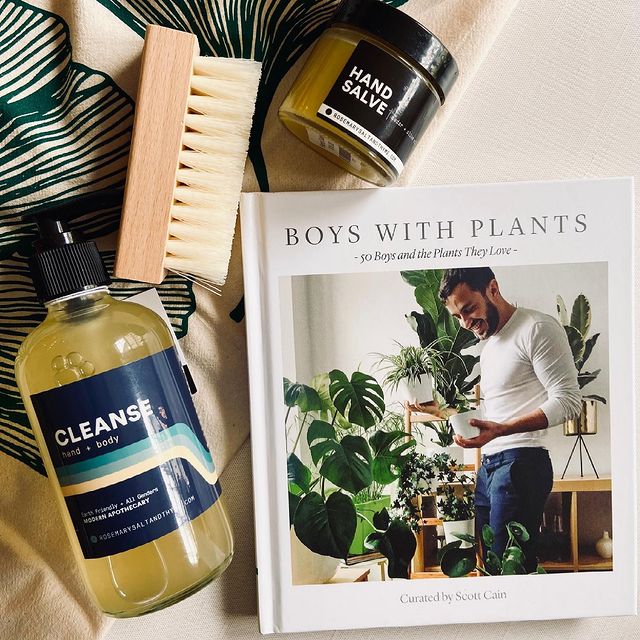 HAND
SALVE
ROSEMARYSALTANDTHYME.COM
BOYS WITH PLANTS
- 50 Boys and the Plants They Love -
CLEANSE
hand + body
Earth Friendly + All Genders
MODERN APOTHECARY
ROSEMARYSALTANDTHYME.COM
Curated by Scott Cain